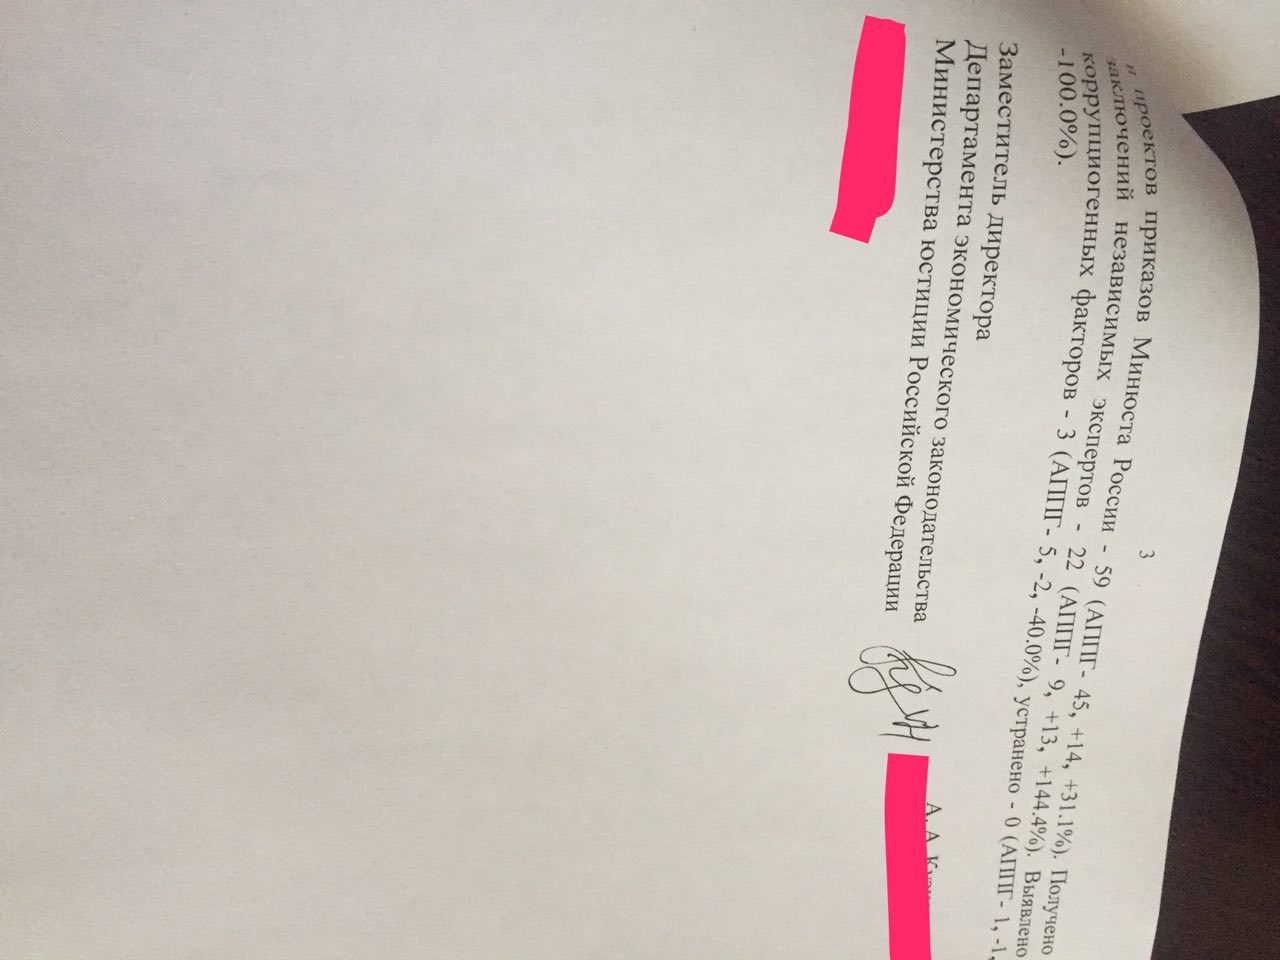 3
и проектов приказов Минюста России - 59 (АППГ- 45, +14, +31.1%). Получено
заключений независимых экспертов - 22 (АППГ- 9, +13, +144.4%). Выявлено
коррупциогенных факторов - 3 (АППГ- 5, -2, -40.0%), устранено - 0 (АППГ- 1, -1,
-100.0%).
Заместитель директора
Департамента экономического законодательства
Министерства юстиции Российской Федерации
А. А